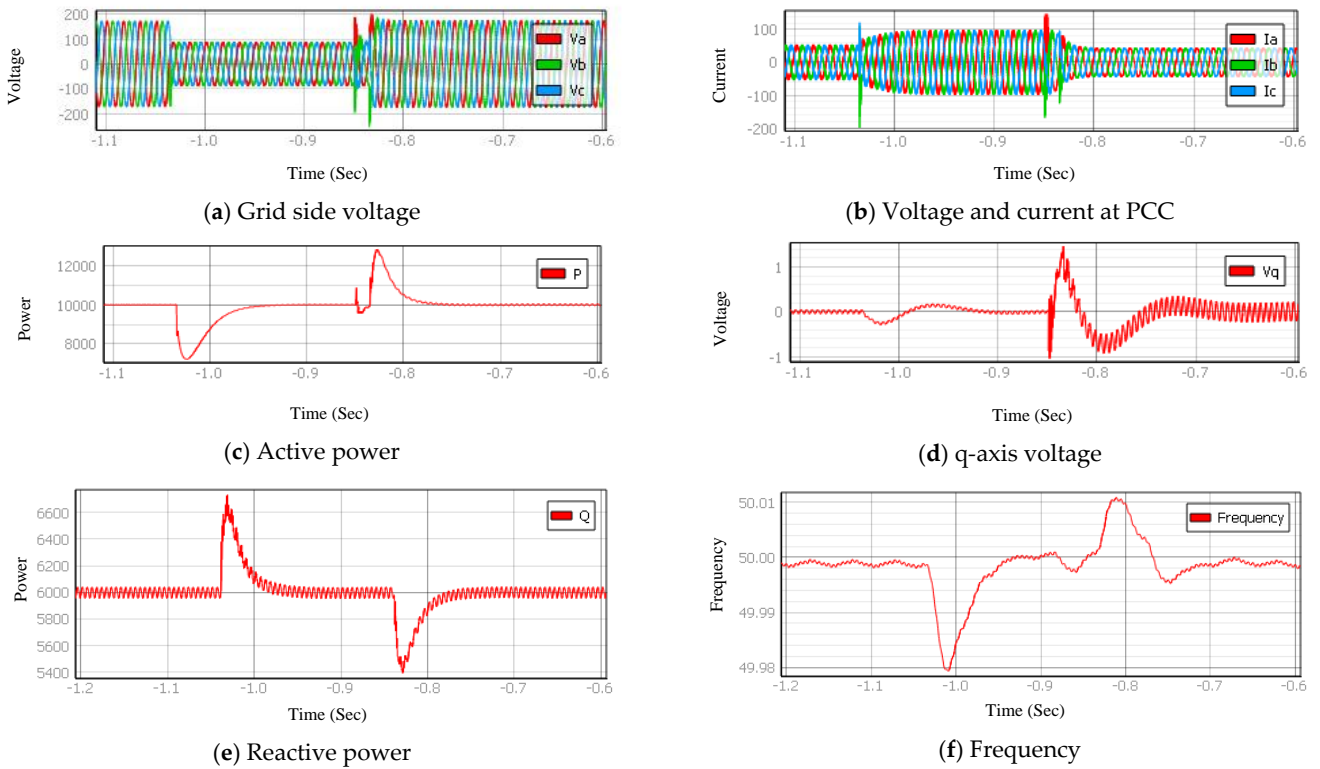 200
100
0
-100
-200
Voltage
Va
Vb
Vc
-1.1 -1.0 -0.9 -0.8 -0.7 -0.6
Time (Sec)
(a) Grid side voltage
100
0
-100
-200
Current
Ia
Ib
Ic
-1.1 -1.0 -0.9 -0.8 -0.7 -0.6
Time (Sec)
(b) Voltage and current at PCC
12000
10000
8000
Power
P
-1.1 -1.0 -0.9 -0.8 -0.7 -0.6
Time (Sec)
(c) Active power
1
0
-1
Voltage
Vq
-1.1 -1.0 -0.9 -0.8 -0.7 -0.6
Time (Sec)
(d) q-axis voltage
6600
6400
6200
6000
5800
5600
5400
Power
Q
-1.2 -1.1 -1.0 -0.9 -0.8 -0.7 -0.6
Time (Sec)
(e) Reactive power
50.01
50.00
49.99
49.98
Frequency
Frequency
-1.2 -1.1 -1.0 -0.9 -0.8 -0.7 -0.6
Time (Sec)
(f) Frequency